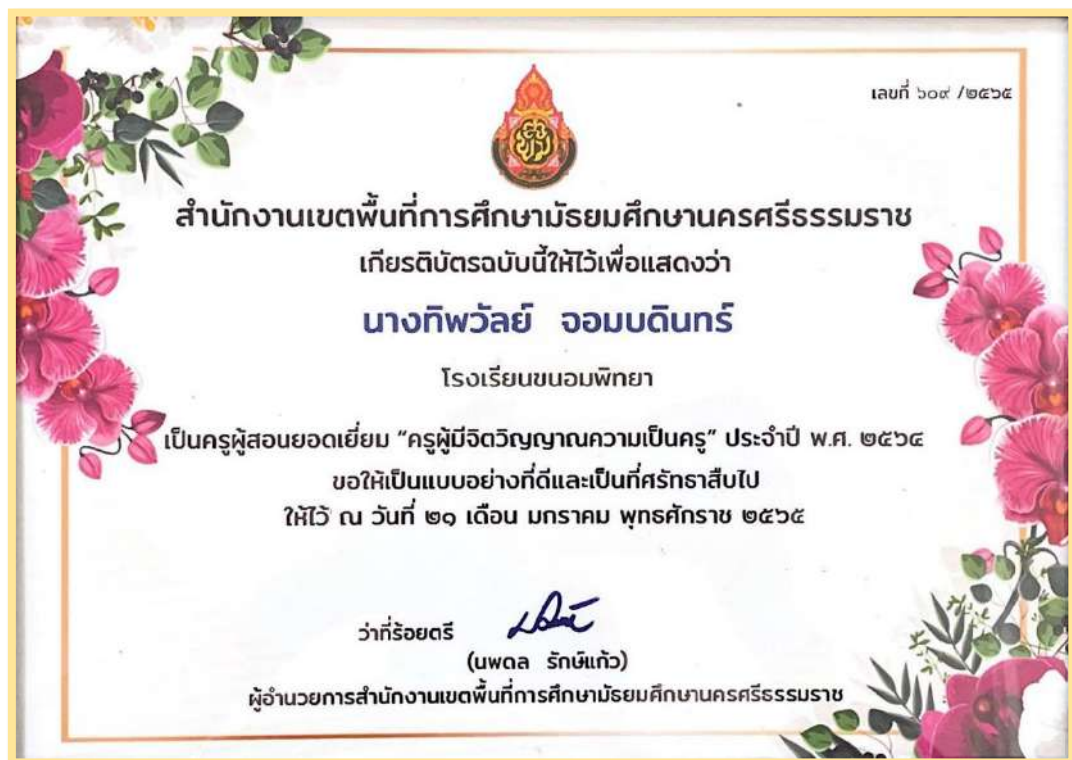 เลขที่ ๖๐๙ /๒๕๖๕
สำนักงานเขตพื้นที่การศึกษามัธยมศึกษานครศรีธรรมราช
เกียรติบัตรฉบับนี้ให้ไว้เพื่อแสดงว่า
นางทิพวัลย์ จอมบดินทร์
โรงเรียนขนอมพิทยา
เป็นครูผู้สอนยอดเยี่ยม “ครูผู้มีจิตวิญญาณความเป็นครู” ประจำปี พ.ศ. ๒๕๖๔
ขอให้เป็นแบบอย่างที่ดีและเป็นที่ศรัทธาสืบไป
ให้ไว้ ณ วันที่ ๒๑ เดือน มกราคม พุทธศักราช ๒๕๖๕
ว่าที่ร้อยตรี
(นพดล รักษ์แก้ว)
ผู้อำนวยการสำนักงานเขตพื้นที่การศึกษามัธยมศึกษานครศรีธรรมราช